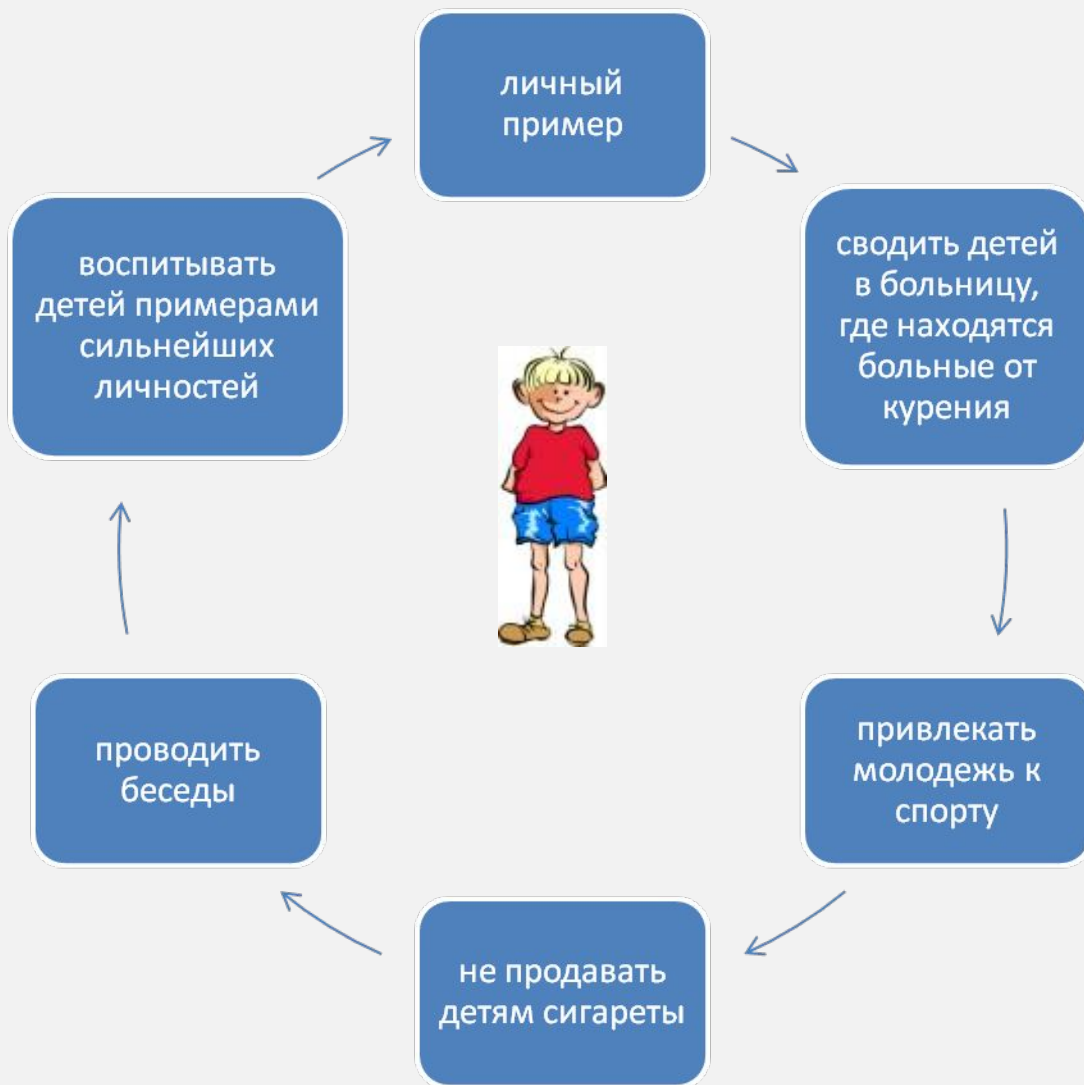 личный
пример
сводить детей
в больницу,
где находятся
больные от
курения
привлекать
молодежь к
спорту
не продавать
детям сигареты
проводить
беседы
воспитывать
детей примерами
сильнейших
личностей